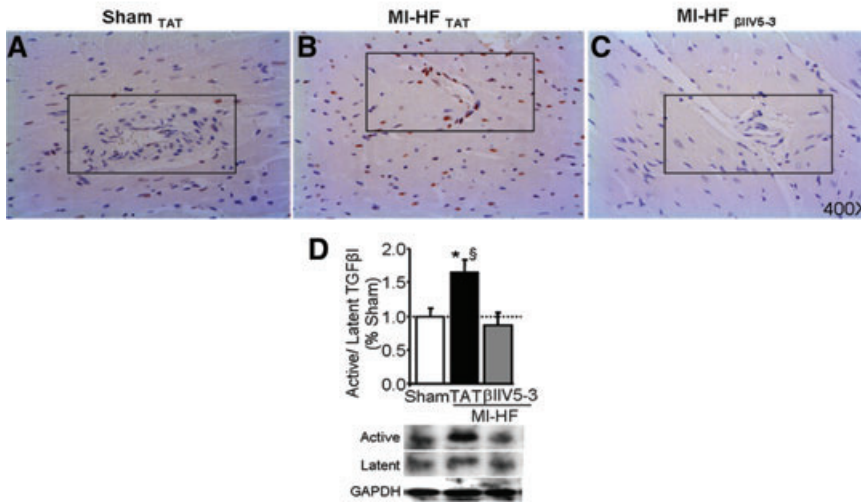 Sham TAT
MI-HF TAT
MI-HF βIIV5-3
A
B
C
400X
D
Active/ Latent TGFβI
(% Sham)
2.0
1.5
1.0
0.5
0.0
*,§
Sham TAT βIIV5-3
MI-HF
Active
Latent
GAPDH